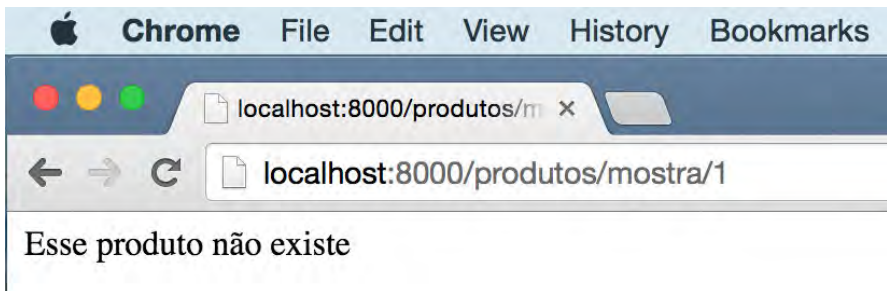 Chrome File Edit View History Bookmarks
localhost:8000/produtos/m
localhost:8000/produtos/mostra/1
Esse produto não existe